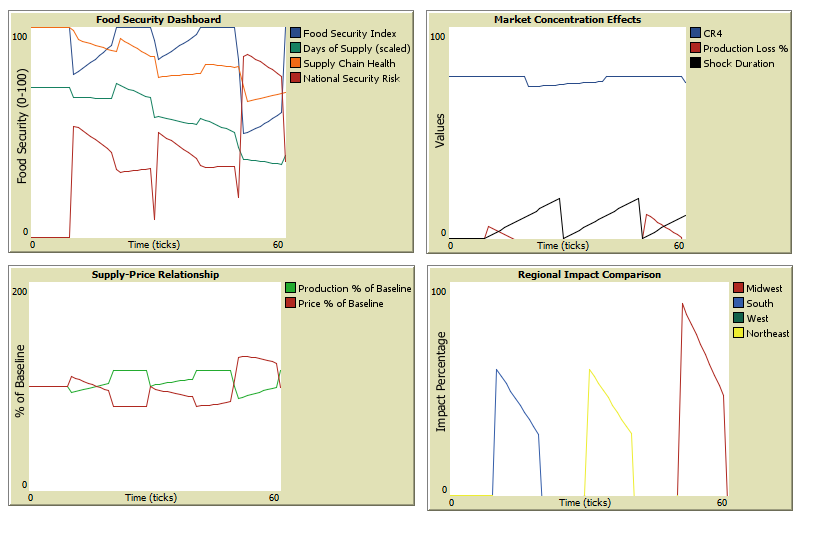 Food Security Dashboard
100
Food Security (0-100)
0
0
Time (ticks)
60
Food Security Index
Days of Supply (scaled)
Supply Chain Health
National Security Risk
Market Concentration Effects
100
Values
0
0
Time (ticks)
60
CR4
Production Loss %
Shock Duration
Supply-Price Relationship
200
% of Baseline
0
0
Time (ticks)
60
Production % of Baseline
Price % of Baseline
Regional Impact Comparison
100
Impact Percentage
0
0
Time (ticks)
60
Midwest
South
West
Northeast